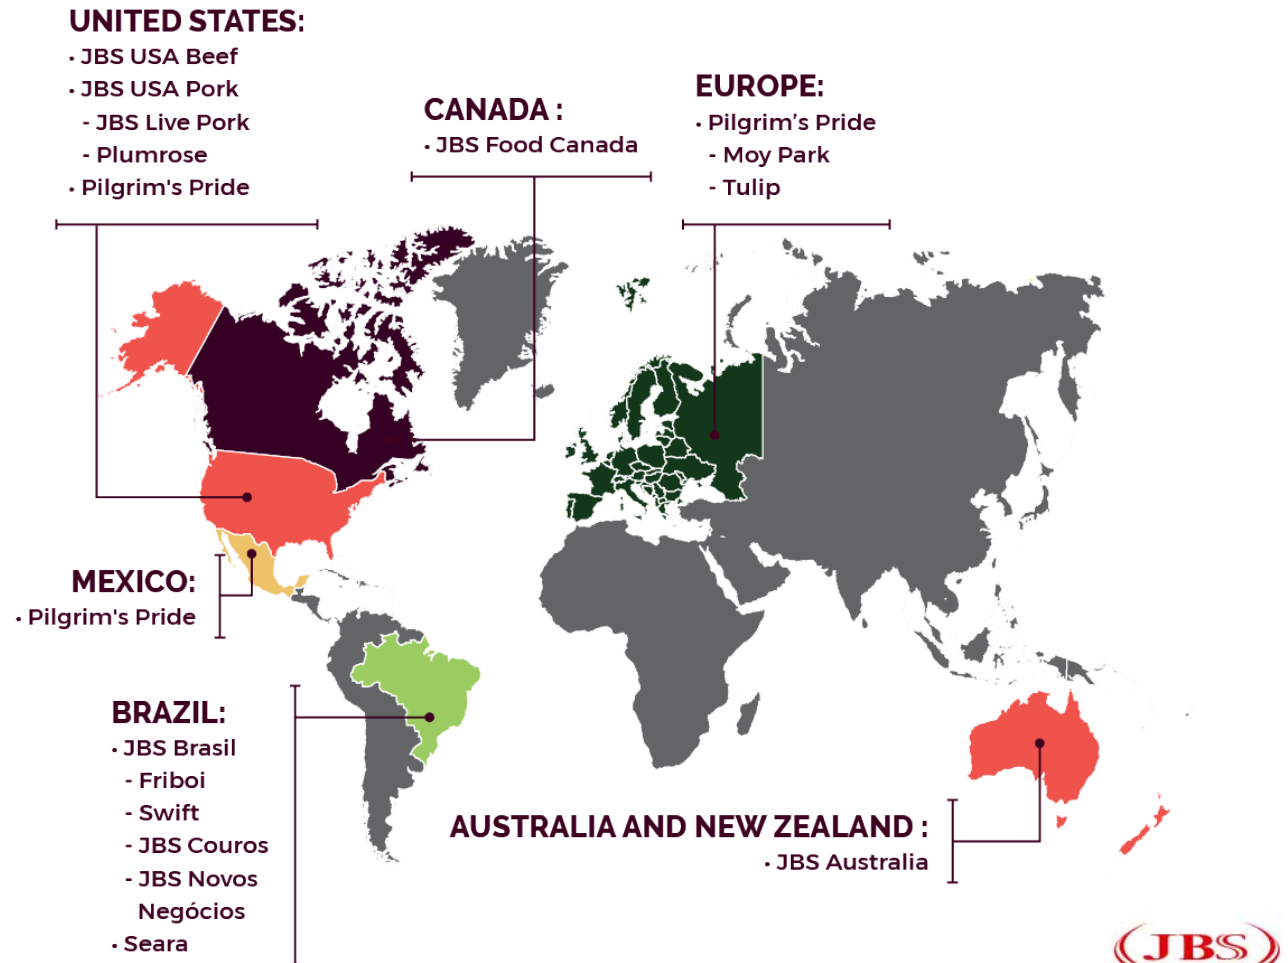 UNITED STATES:
• JBS USA Beef
• JBS USA Pork
- JBS Live Pork
- Plumrose
• Pilgrim's Pride
CANADA :
• JBS Food Canada
EUROPE:
• Pilgrim’s Pride
- Moy Park
- Tulip
MEXICO:
• Pilgrim's Pride
BRAZIL:
• JBS Brasil
- Friboi
- Swift
- JBS Couros
- JBS Novos
Negócios
• Seara
AUSTRALIA AND NEW ZEALAND :
• JBS Australia
JBS